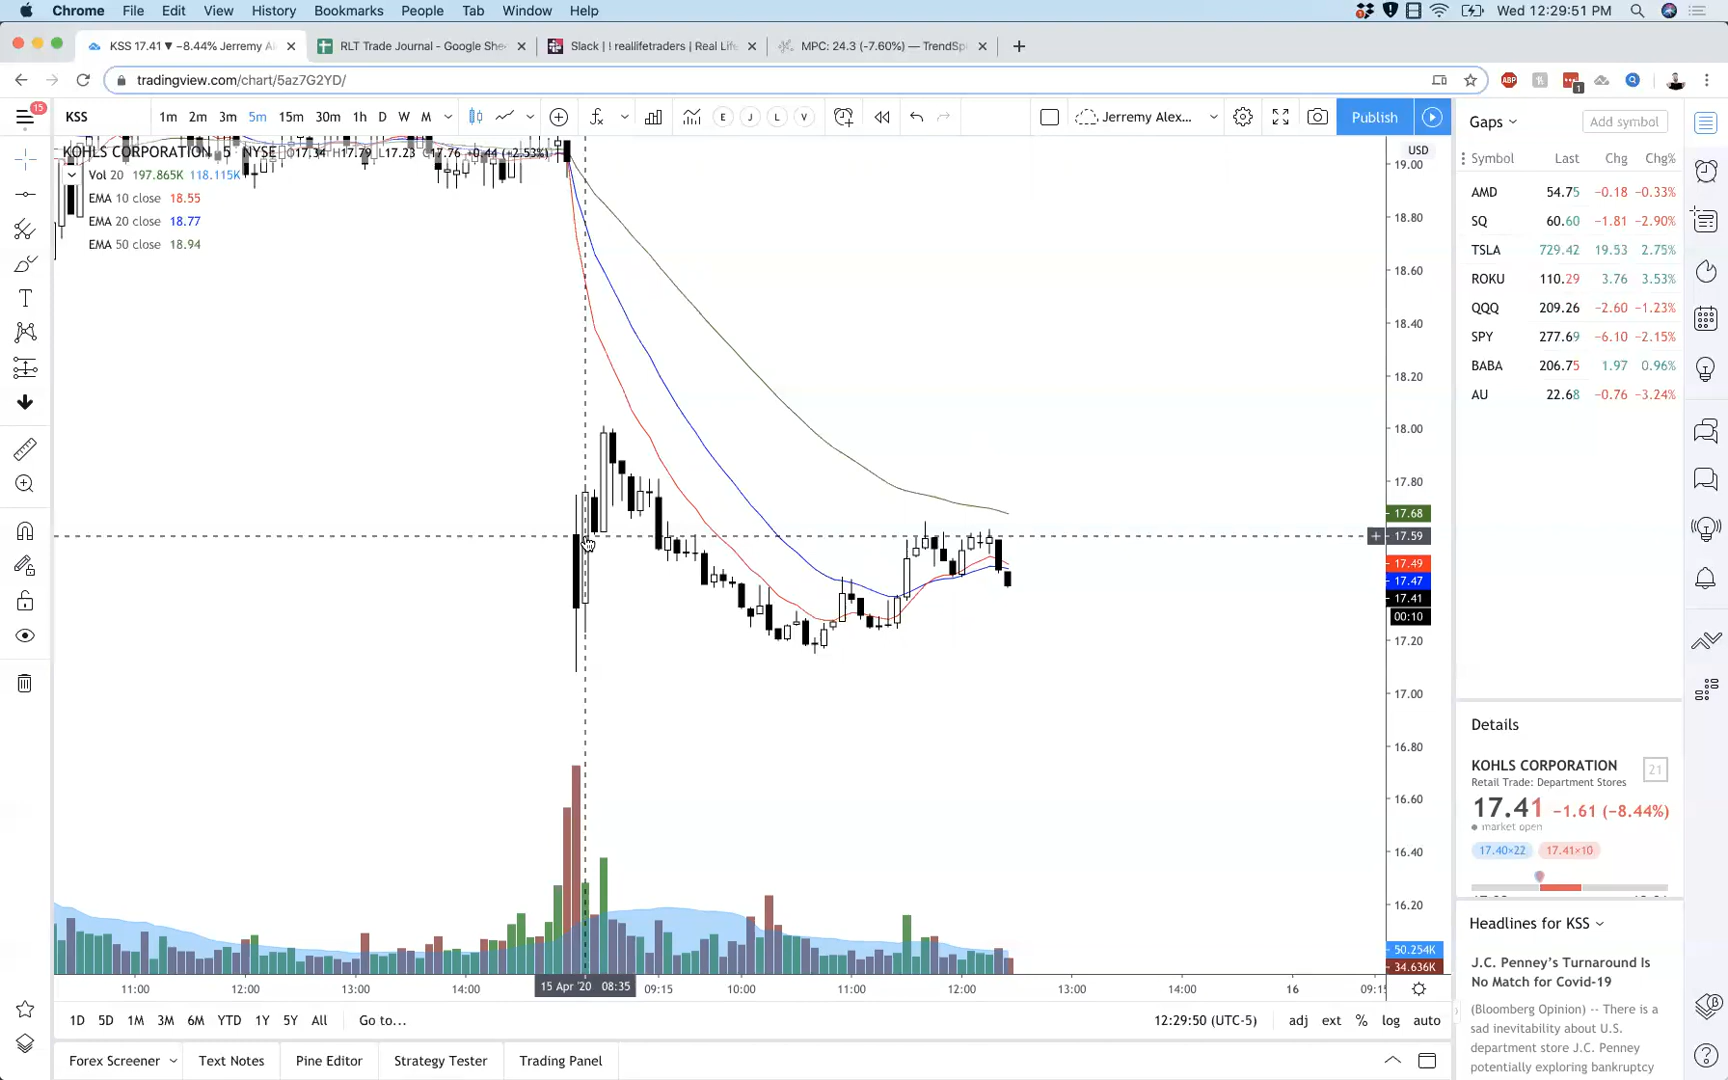 Chrome File Edit View History Bookmarks People Tab Window Help Wed 12:29:51 PM
KSS 17.41 ▼ −8.44% Jerremy Al RLT Trade Journal - Google She Slack | ! reallifetraders | Real Lif MPC: 24.3 (-7.60%) — TrendSp
tradingview.com/chart/5az7G2YD/ ABP 1
15 KSS 1m 2m 3m 5m 15m 30m 1h D W M E J L V Jerremy Alex... Publish
KOHLS CORPORATION, 5, NYSE O17.34 H17.79 L17.23 C17.76 +0.44 (+2.53%)
Vol 20 197.865K 118.115K
EMA 10 close 18.55
EMA 20 close 18.77
EMA 50 close 18.94
USD
19.00
18.80
18.60
18.40
18.20
18.00
17.80
17.68
17.59
17.49
17.47
17.41
00:10
17.20
17.00
16.80
16.60
16.40
16.20
50.254K
34.636K
11:00 12:00 13:00 14:00 15 Apr '20 08:35 09:15 10:00 11:00 12:00 13:00 14:00 16 09:15
1D 5D 1M 3M 6M YTD 1Y 5Y All Go to... 12:29:50 (UTC-5) adj ext % log auto
Forex Screener Text Notes Pine Editor Strategy Tester Trading Panel
Gaps Add symbol
Symbol Last Chg Chg%
AMD 54.75 −0.18 −0.33%
SQ 60.60 −1.81 −2.90%
TSLA 729.42 19.53 2.75%
ROKU 110.29 3.76 3.53%
QQQ 209.26 −2.60 −1.23%
SPY 277.69 −6.10 −2.15%
BABA 206.75 1.97 0.96%
AU 22.68 −0.76 −3.24%
Details
KOHLS CORPORATION 21
Retail Trade: Department Stores
17.41 −1.61 (−8.44%)
market open
17.40×22 17.41×10
Headlines for KSS
J.C. Penney's Turnaround Is
No Match for Covid-19
(Bloomberg Opinion) -- There is a
sad inevitability about U.S.
department store J.C. Penney
potentially exploring bankruptcy